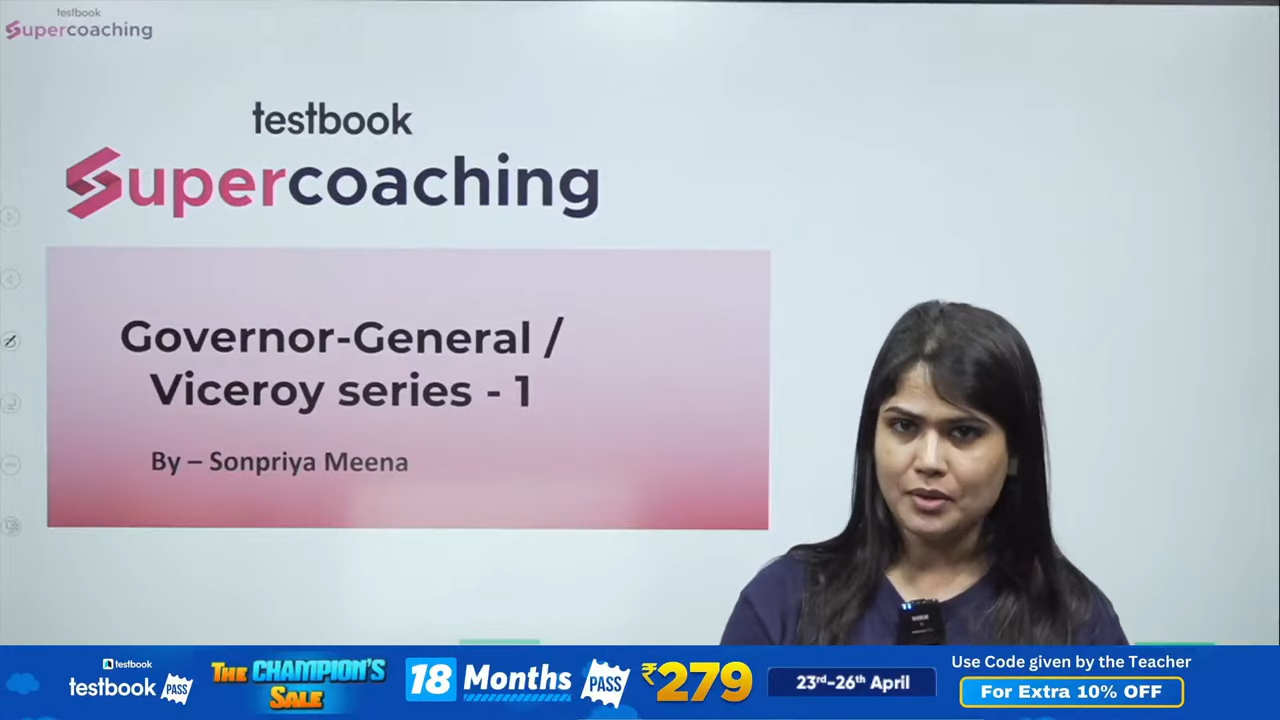 testbook
Supercoaching
testbook
Supercoaching
Governor-General /
Viceroy series - 1
By – Sonpriya Meena
testbook
testbook PASS
THE CHAMPION'S
SALE
18 Months PASS ₹279
23rd-26th April
Use Code given by the Teacher
For Extra 10% OFF